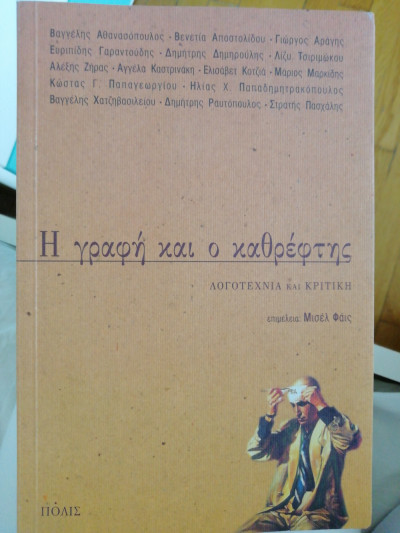 Βαγγέλης Αθανασόπουλος · Βενετία Αποστολίδου · Γιώργος Αράγης
Ευριπίδης Γαραντούδης · Δημήτρης Δημηρούλης · Λίζυ Τσιριμώκου
Αλέξης Ζήρας · Αγγέλα Καστρινάκη · Ελισάβετ Κοτζιά · Μάριος Μαρκίδης
Κώστας Γ. Παπαγεωργίου · Ηλίας Χ. Παπαδημητρακόπουλος
Βαγγέλης Χατζηβασιλείου · Δημήτρης Ραυτόπουλος · Στρατής Πασχάλης
Η γραφή και ο καθρέφτης
ΛΟΓΟΤΕΧΝΙΑ ΚΑΙ ΚΡΙΤΙΚΗ
επιμέλεια: Μισέλ Φάις
ΠΟΛΙΣ